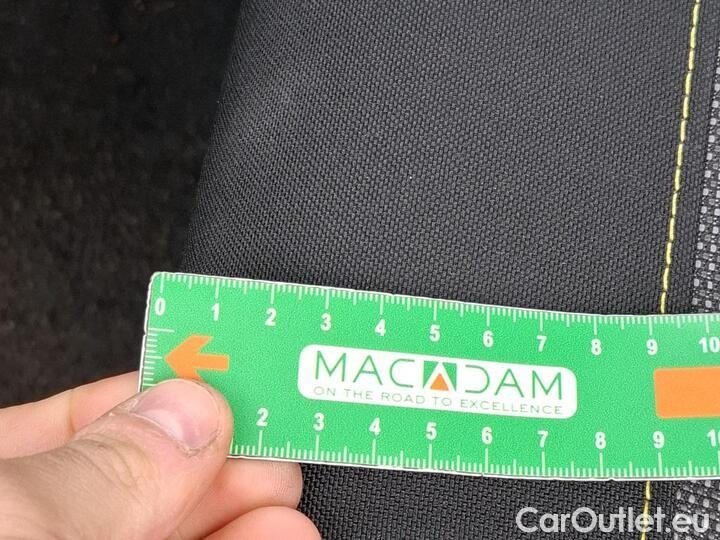 0 1 2 3 4 5 6 7 8 9 10
MACADAM
ON THE ROAD TO EXCELLENCE
2 3 4 5 6 7 8 9
CarOutlet.eu